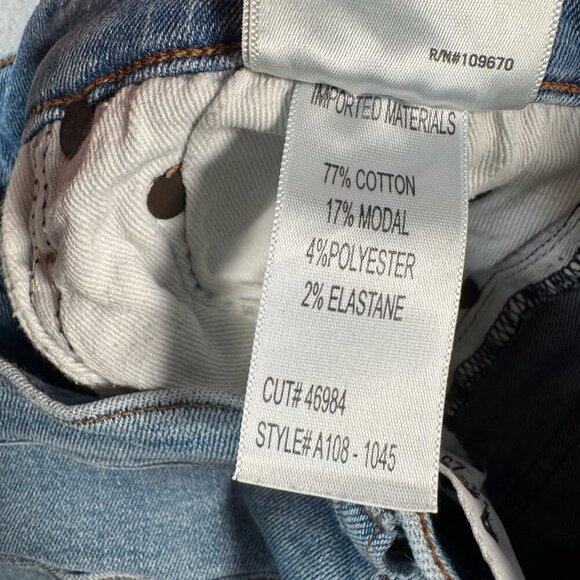 R/N#109670
IMPORTED MATERIALS
77% COTTON
17% MODAL
4%POLYESTER
2% ELASTANE
CUT# 46984
STYLE# A108 - 1045